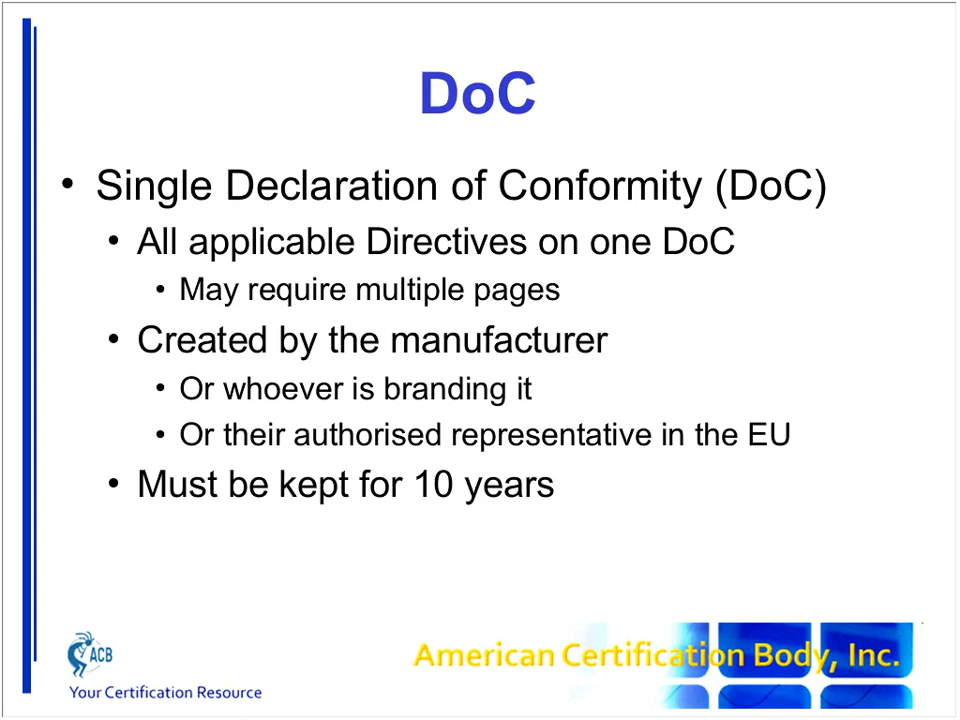 DoC
• Single Declaration of Conformity (DoC)
• All applicable Directives on one DoC
• May require multiple pages
• Created by the manufacturer
• Or whoever is branding it
• Or their authorised representative in the EU
• Must be kept for 10 years
ACB
American Certification Body, Inc.
Your Certification Resource